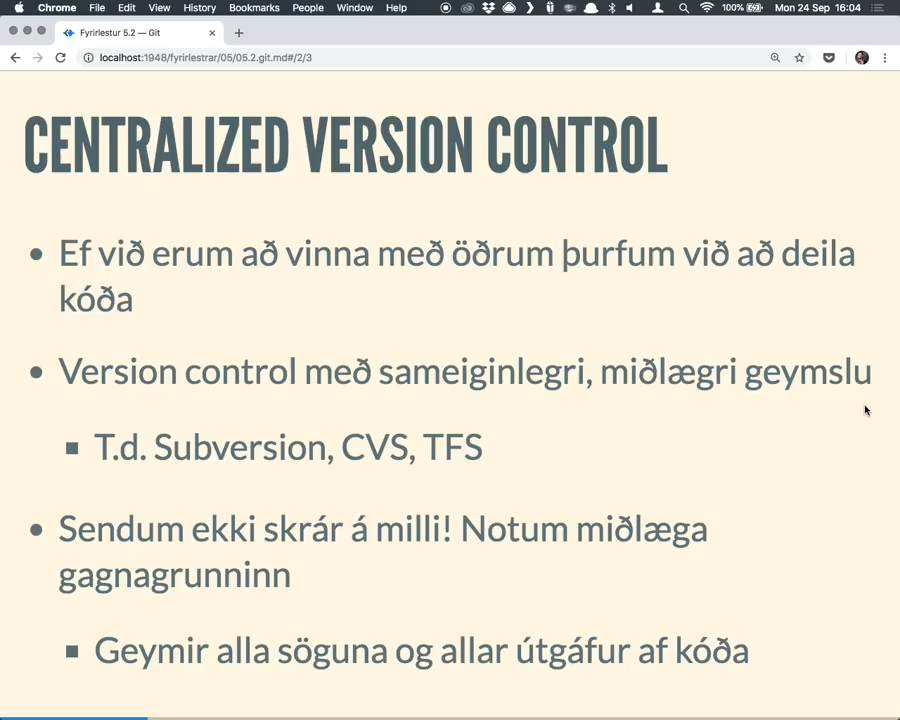 Chrome File Edit View History Bookmarks People Window Help 100% Mon 24 Sep 16:04
Fyrirlestur 5.2 — Git
localhost:1948/fyrirlestrar/05/05.2.git.md#/2/3
CENTRALIZED VERSION CONTROL
Ef við erum að vinna með öðrum þurfum við að deila
kóða
Version control með sameiginlegri, miðlægri geymslu
T.d. Subversion, CVS, TFS
Sendum ekki skrár á milli! Notum miðlæga
gagnagrunninn
Geymir alla söguna og allar útgáfur af kóða